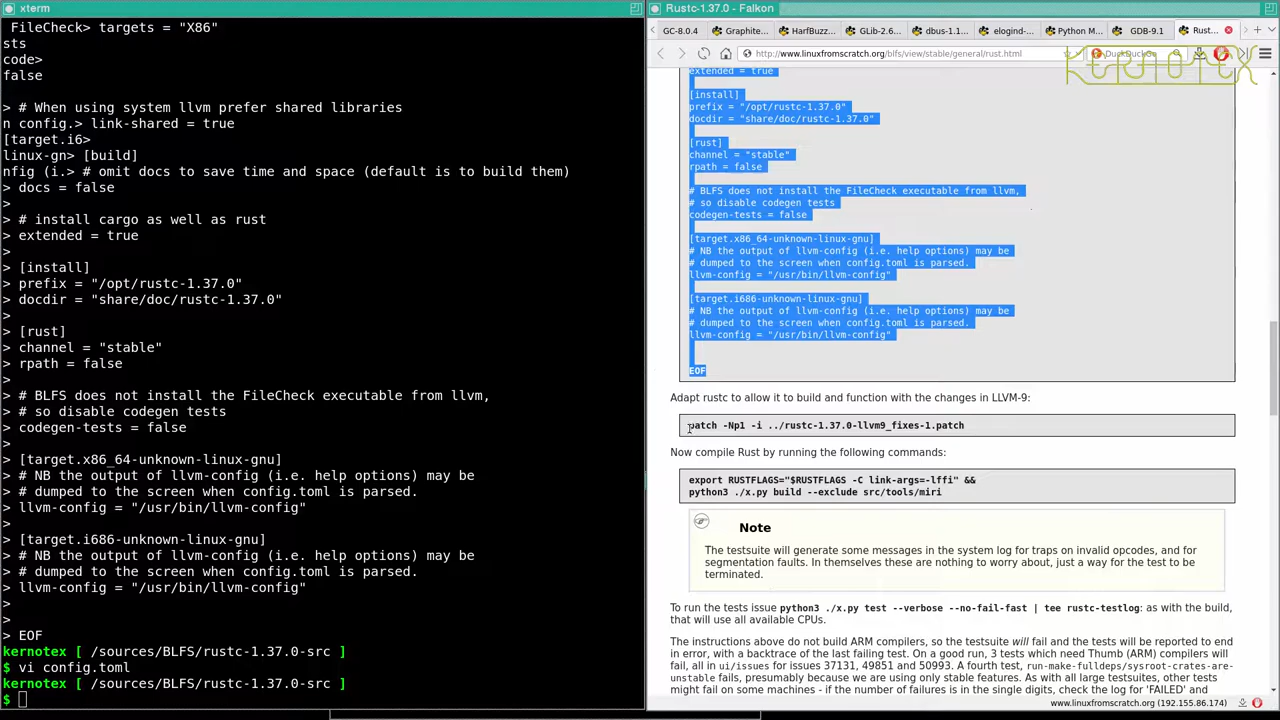 xterm
FileCheck> targets = "X86"
sts
code>
false
> # When using system llvm prefer shared libraries
n config.> link-shared = true
[target.i6>
linux-gn> [build]
nf! (i.> # omit docs to save time and space (default is to build them)
> docs = false
>
> # install cargo as well as rust
> extended = true
>
> [install]
> prefix = "/opt/rustc-1.37.0"
> docdir = "share/doc/rustc-1.37.0"
>
> [rust]
> channel = "stable"
> rpath = false
>
> # BLFS does not install the FileCheck executable from llvm,
> # so disable codegen tests
> codegen-tests = false
>
> [target.x86_64-unknown-linux-gnu]
> # NB the output of llvm-config (i.e. help options) may be
> # dumped to the screen when config.toml is parsed.
> llvm-config = "/usr/bin/llvm-config"
>
> [target.i686-unknown-linux-gnu]
> # NB the output of llvm-config (i.e. help options) may be
> # dumped to the screen when config.toml is parsed.
> llvm-config = "/usr/bin/llvm-config"
>
>
> EOF
kernotex [ /sources/BLFS/rustc-1.37.0-src ]
$ vi config.toml
kernotex [ /sources/BLFS/rustc-1.37.0-src ]
$
Rustc-1.37.0 - Falkon
GC-8.0.4
Graphite...
HarfBuzz...
GLib-2.6...
dbus-1.1...
elogind-...
Python M...
GDB-9.1
Rust...
http://www.linuxfromscratch.org/blfs/view/stable/general/rust.html
DuckDuckGo
KERNOTEX
extended = true
[install]
prefix = "/opt/rustc-1.37.0"
docdir = "share/doc/rustc-1.37.0"
[rust]
channel = "stable"
rpath = false
# BLFS does not install the FileCheck executable from llvm,
# so disable codegen tests
codegen-tests = false
[target.x86_64-unknown-linux-gnu]
# NB the output of llvm-config (i.e. help options) may be
# dumped to the screen when config.toml is parsed.
llvm-config = "/usr/bin/llvm-config"
[target.i686-unknown-linux-gnu]
# NB the output of llvm-config (i.e. help options) may be
# dumped to the screen when config.toml is parsed.
llvm-config = "/usr/bin/llvm-config"
EOF
Adapt rustc to allow it to build and function with the changes in LLVM-9:
patch -Np1 -i ../rustc-1.37.0-llvm9_fixes-1.patch
Now compile Rust by running the following commands:
export RUSTFLAGS="$RUSTFLAGS -C link-args=-lffi" &&
python3 ./x.py build --exclude src/tools/miri
Note
The testsuite will generate some messages in the system log for traps on invalid opcodes, and for
segmentation faults. In themselves these are nothing to worry about, just a way for the test to be
terminated.
To run the tests issue python3 ./x.py test --verbose --no-fail-fast | tee rustc-testlog: as with the build,
that will use all available CPUs.
The instructions above do not build ARM compilers, so the testsuite will fail and the tests will be reported to end
in error, with a backtrace of the last failing test. On a good run, 3 tests which need Thumb (ARM) compilers will
fail, all in ui/issues for issues 37131, 49851 and 50993. A fourth test, run-make-fulldeps/sysroot-crates-are-
unstable fails, presumably because we are using only stable features. As with all large testsuites, other tests
might fail on some machines - if the number of failures is in the single digits, check the log for 'FAILED' and
www.linuxfromscratch.org (192.155.86.174)